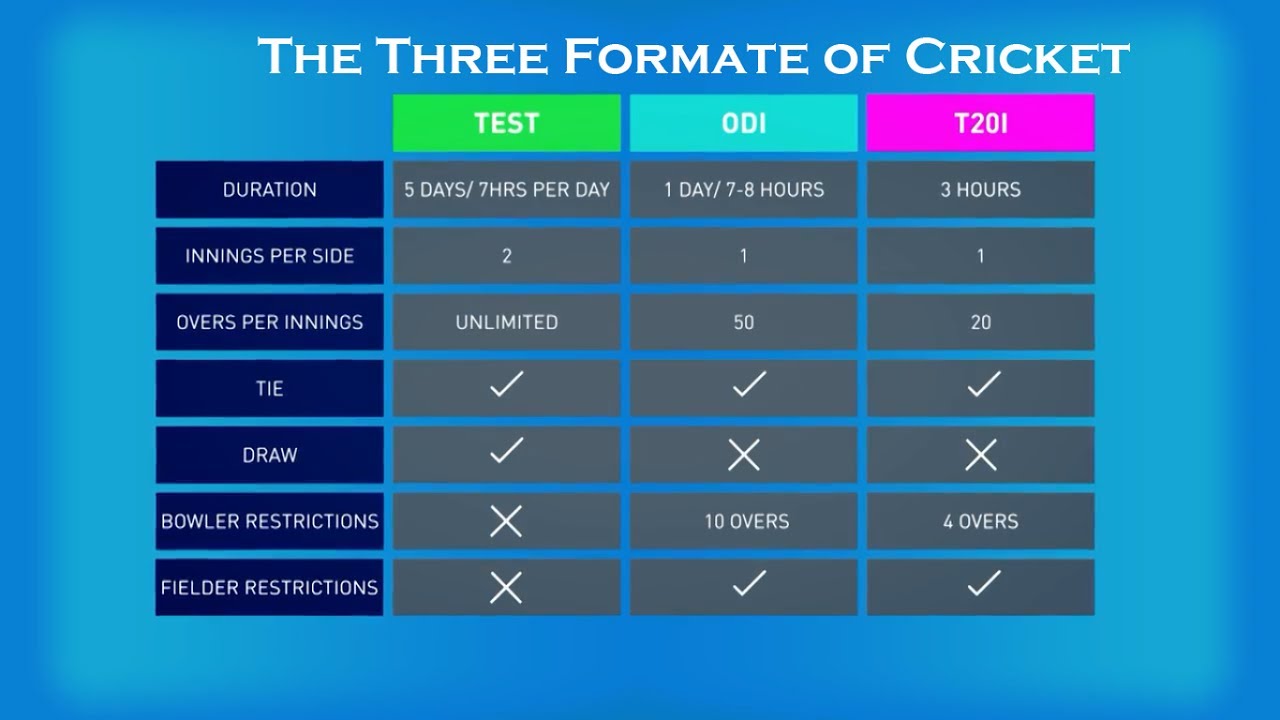 The Three Formate of Cricket
TEST ODI T20I
DURATION 5 DAYS/ 7HRS PER DAY 1 DAY/ 7-8 HOURS 3 HOURS
INNINGS PER SIDE 2 1 1
OVERS PER INNINGS UNLIMITED 50 20
TIE ✓ ✓ ✓
DRAW ✓ ✕ ✕
BOWLER RESTRICTIONS ✕ 10 OVERS 4 OVERS
FIELDER RESTRICTIONS ✕ ✓ ✓